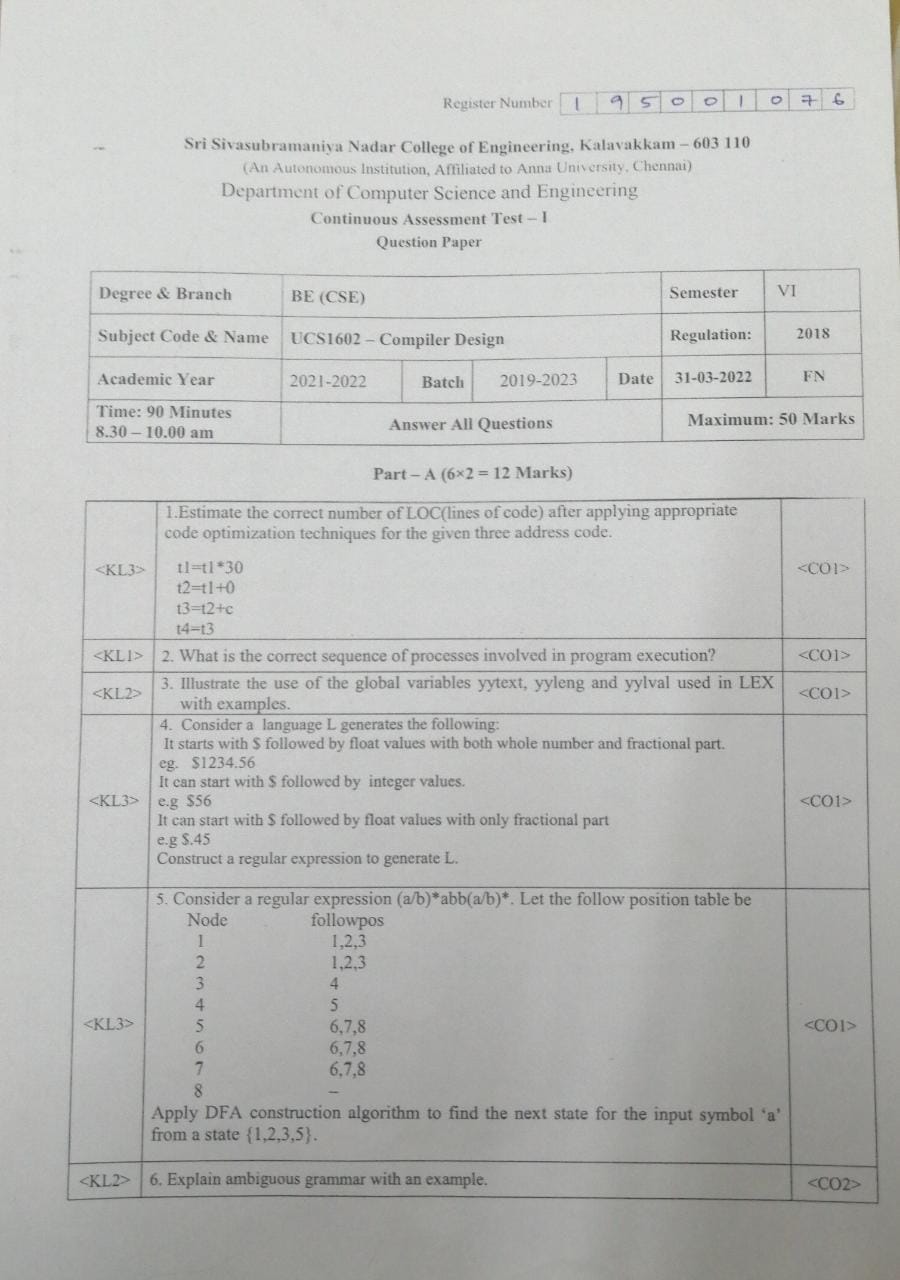 Register Number 1 9 5 0 0 1 0 7 6
Sri Sivasubramaniya Nadar College of Engineering, Kalavakkam – 603 110
(An Autonomous Institution, Affiliated to Anna University, Chennai)
Department of Computer Science and Engineering
Continuous Assessment Test – I
Question Paper
Degree & Branch BE (CSE) Semester VI
Subject Code & Name UCS1602 – Compiler Design Regulation: 2018
Academic Year 2021-2022 Batch 2019-2023 Date 31-03-2022 FN
Time: 90 Minutes
8.30 – 10.00 am Answer All Questions Maximum: 50 Marks
Part – A (6×2 = 12 Marks)
1.Estimate the correct number of LOC(lines of code) after applying appropriate
code optimization techniques for the given three address code.
<KL3> t1=t1*30 <CO1>
t2=t1+0
t3=t2+c
t4=t3
<KL1> 2. What is the correct sequence of processes involved in program execution? <CO1>
<KL2> 3. Illustrate the use of the global variables yytext, yyleng and yylval used in LEX <CO1>
with examples.
4. Consider a language L generates the following:
It starts with $ followed by float values with both whole number and fractional part.
eg. $1234.56
It can start with $ followed by integer values.
<KL3> e.g $56 <CO1>
It can start with $ followed by float values with only fractional part
e.g $.45
Construct a regular expression to generate L.
5. Consider a regular expression (a/b)*abb(a/b)*. Let the follow position table be
Node followpos
1 1,2,3
2 1,2,3
3 4
4 5
<KL3> 5 6,7,8 <CO1>
6 6,7,8
7 6,7,8
8 –
Apply DFA construction algorithm to find the next state for the input symbol ‘a’
from a state {1,2,3,5}.
<KL2> 6. Explain ambiguous grammar with an example. <CO2>